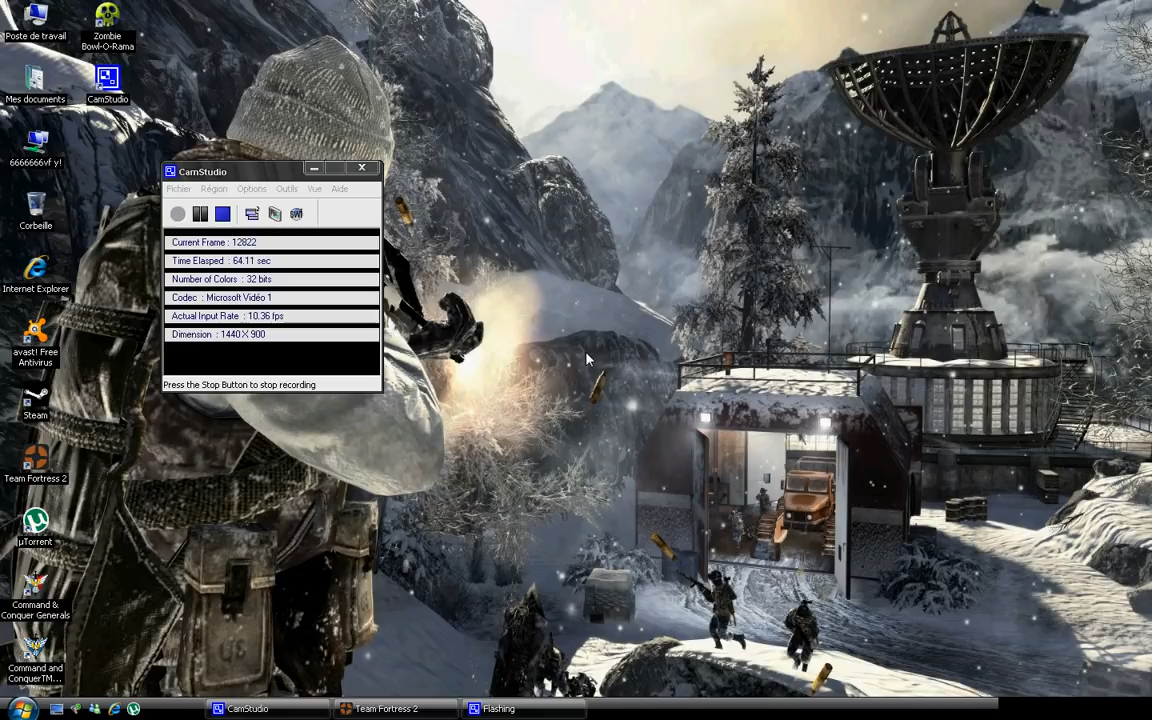 Poste de travail
Zombie
Bowl-O-Rama
Mes documents
CamStudio
6666666vf y!
Corbeille
Internet Explorer
avast! Free
Antivirus
Steam
Team Fortress 2
µTorrent
Command &
Conquer Generals
Command and
ConquerTM...
CamStudio
Fichier Région Options Outils Vue Aide
Current Frame : 12822
Time Elasped : 64.11 sec
Number of Colors : 32 bits
Codec : Microsoft Vidéo 1
Actual Input Rate : 10.36 fps
Dimension : 1440 X 900
Press the Stop Button to stop recording
CamStudio
Team Fortress 2
Flashing